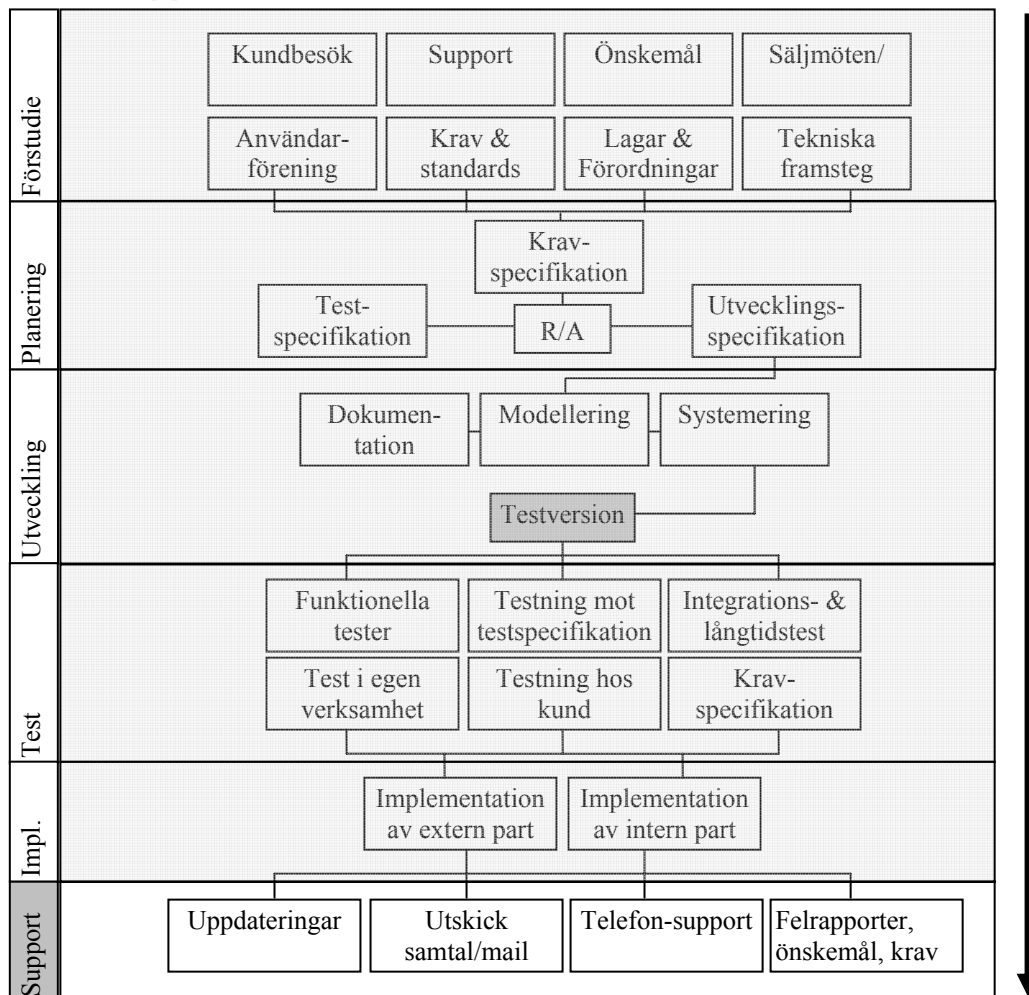 Förstudie
Kundbesök
Support
Önskemål
Säljmöten/
Användar-
förening
Krav &
standards
Lagar &
Förordningar
Tekniska
framsteg
Planering
Krav-
specifikation
Test-
specifikation
R/A
Utvecklings-
specifikation
Utveckling
Dokumen-
tation
Modellering
Systemering
Testversion
Test
Funktionella
tester
Testning mot
testspecifikation
Integrations- &
långtidstest
Test i egen
verksamhet
Testning hos
kund
Krav-
specifikation
Impl.
Implementation
av extern part
Implementation
av intern part
Support
Uppdateringar
Utskick
samtal/mail
Telefon-support
Felrapporter,
önskemål, krav